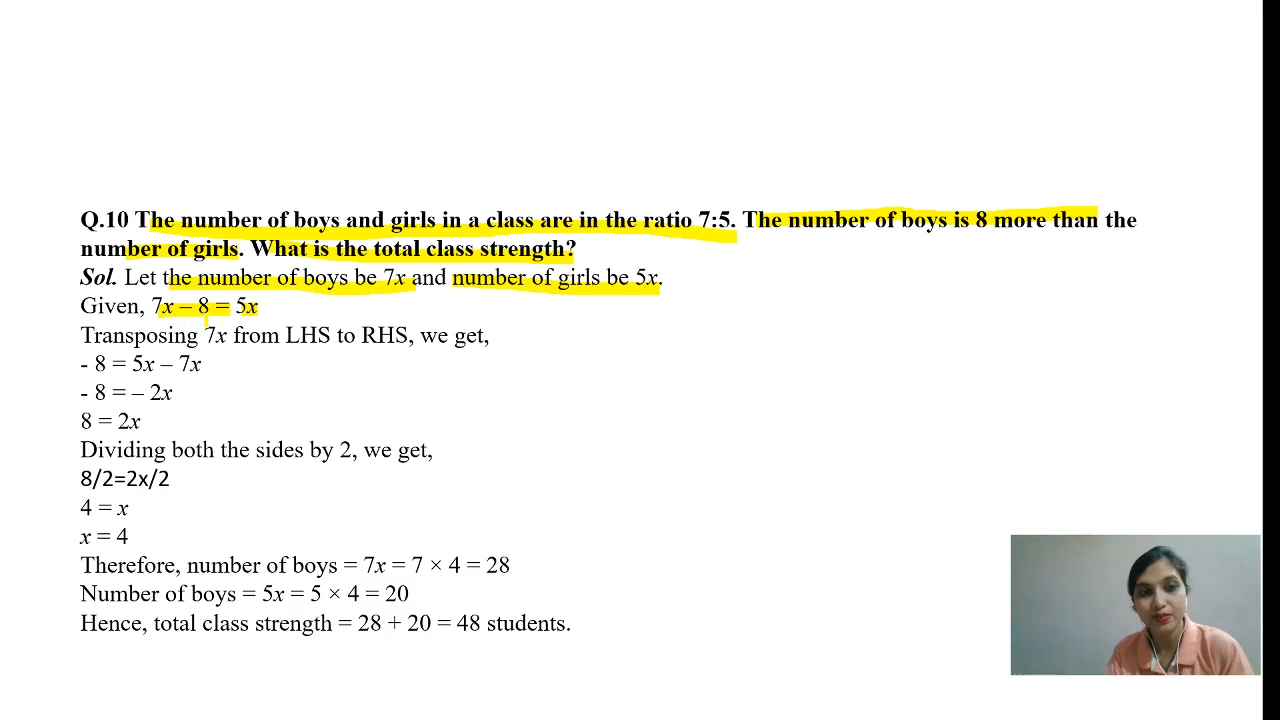 Q.10 The number of boys and girls in a class are in the ratio 7:5. The number of boys is 8 more than the
number of girls. What is the total class strength?
Sol. Let the number of boys be 7x and number of girls be 5x.
Given, 7x – 8 = 5x
Transposing 7x from LHS to RHS, we get,
- 8 = 5x – 7x
- 8 = – 2x
8 = 2x
Dividing both the sides by 2, we get,
8/2=2x/2
4 = x
x = 4
Therefore, number of boys = 7x = 7 × 4 = 28
Number of boys = 5x = 5 × 4 = 20
Hence, total class strength = 28 + 20 = 48 students.